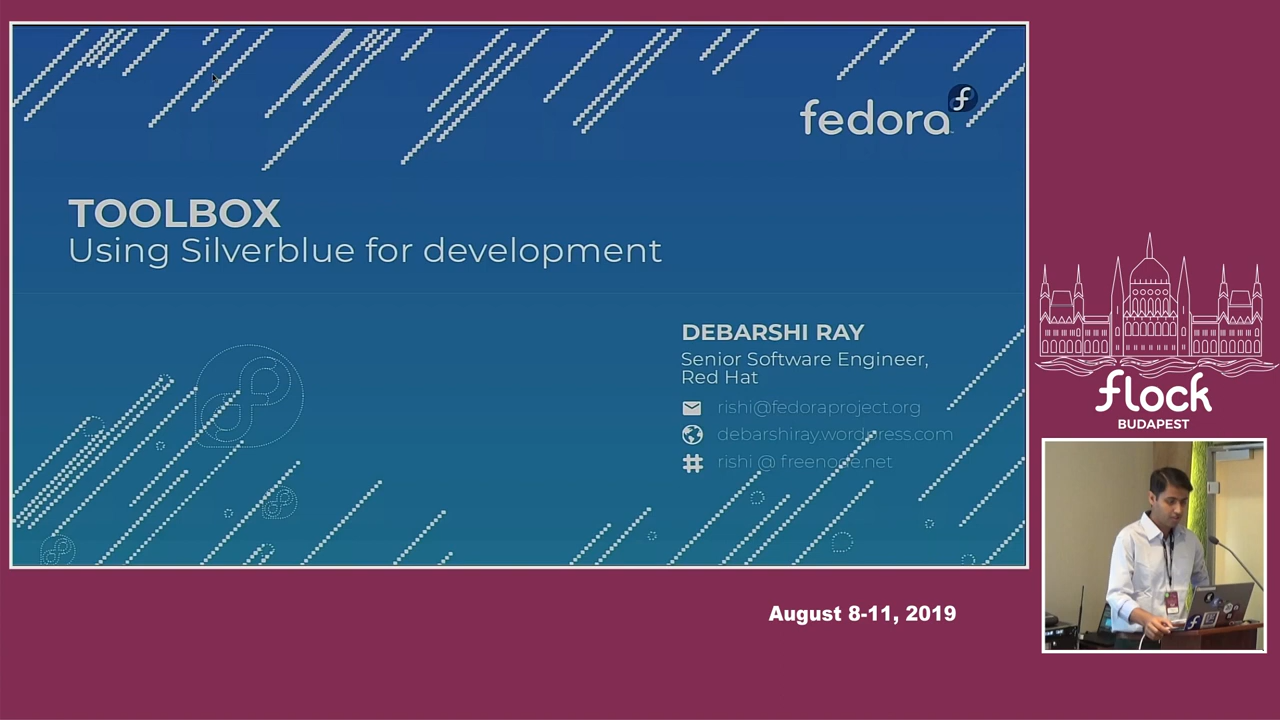 fedora
TOOLBOX
Using Silverblue for development
DEBARSHI RAY
Senior Software Engineer,
Red Hat
rishi@fedoraproject.org
debarshiray.wordpress.com
rishi @ freenode.net
flock
BUDAPEST
August 8-11, 2019